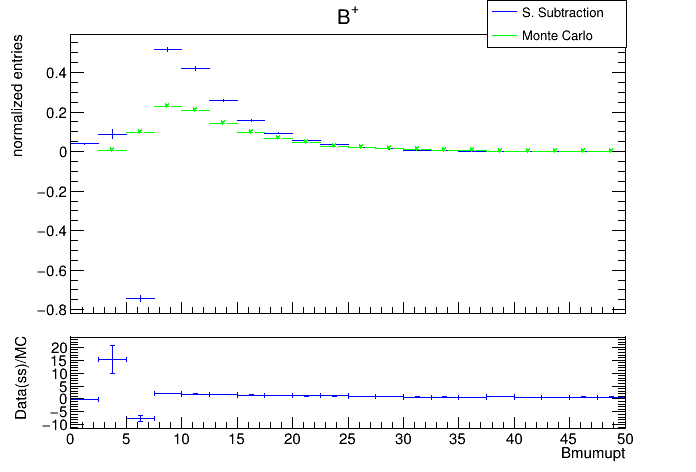 B+
S. Subtraction
Monte Carlo
normalized entries
0.4
0.2
0
−0.2
−0.4
−0.6
−0.8
Data(ss)/MC
20
15
10
5
0
−5
−10
0 5 10 15 20 25 30 35 40 45 50
Bmumupt